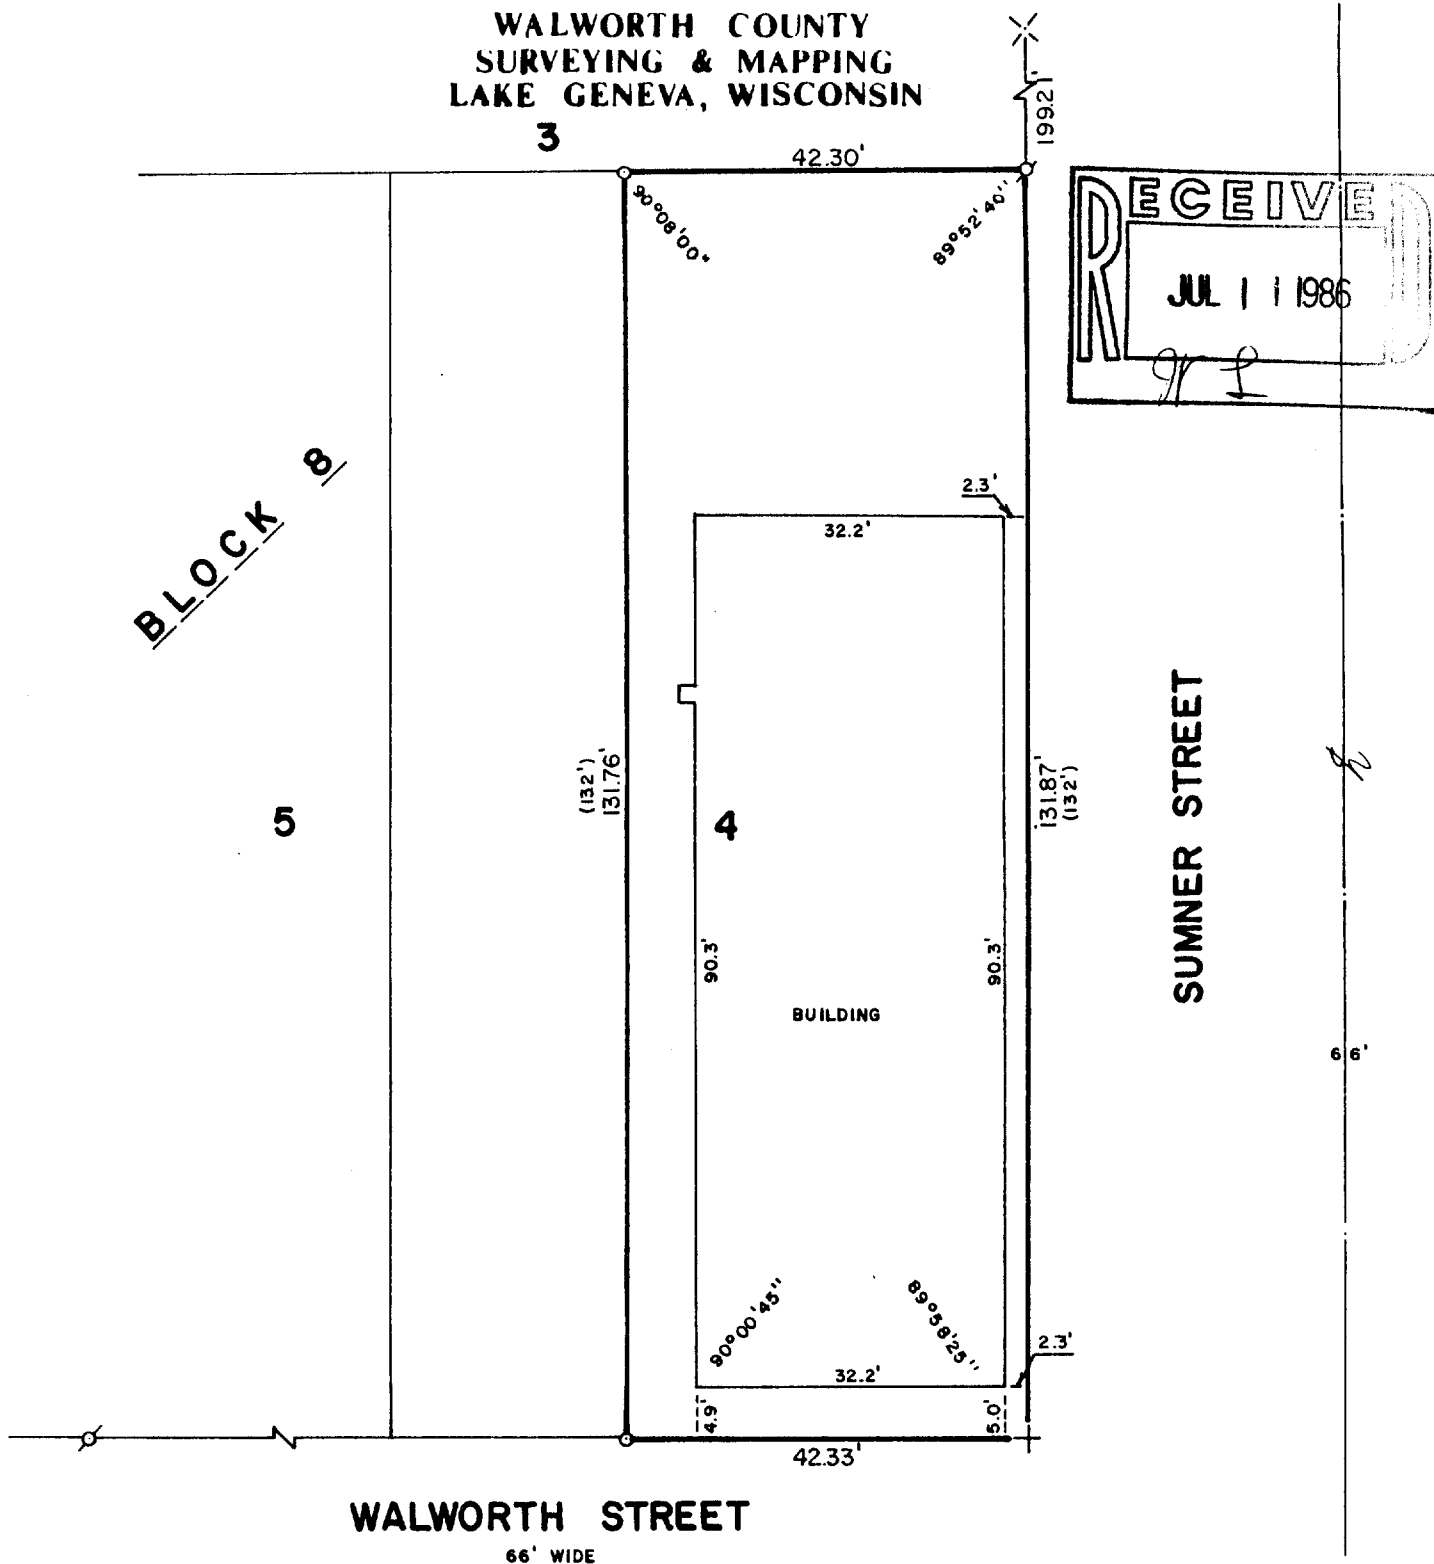 WALWORTH COUNTY
SURVEYING & MAPPING
LAKE GENEVA, WISCONSIN
3
199.21'
42.30'
90°08'00"
89°52'40"
RECEIVED
JUL 11 1986
BLOCK 8
2.3'
32.2'
(132')
131.76'
131.87'
(132')
5
4
SUMNER STREET
90.3'
90.3'
BUILDING
66'
90°00'45"
89°58'25"
2.3'
32.2'
4.9'
5.0'
42.33'
WALWORTH STREET
66' WIDE